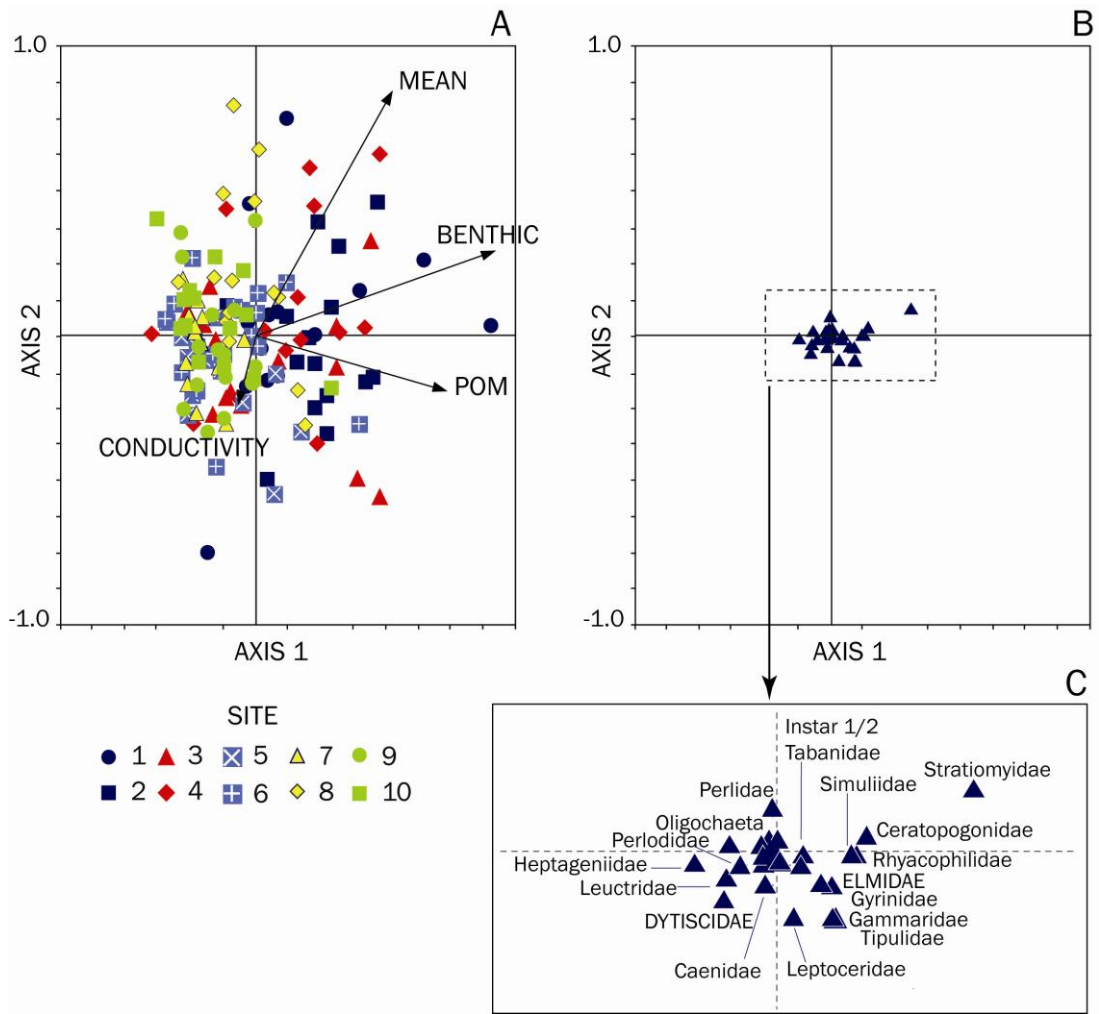 A
1.0
MEAN
BENTHIC
AXIS 2
POM
CONDUCTIVITY
-1.0
AXIS 1
B
1.0
AXIS 2
-1.0
AXIS 1
SITE
1 3 5 7 9
2 4 6 8 10
C
Instar 1/2
Tabanidae
Stratiomyidae
Simuliidae
Perlidae
Oligochaeta
Ceratopogonidae
Perlodidae
Heptageniidae
Rhyacophilidae
Leuctridae
ELMIDAE
Gyrinidae
DYTISCIDAE
Gammaridae
Tipulidae
Caenidae
Leptoceridae